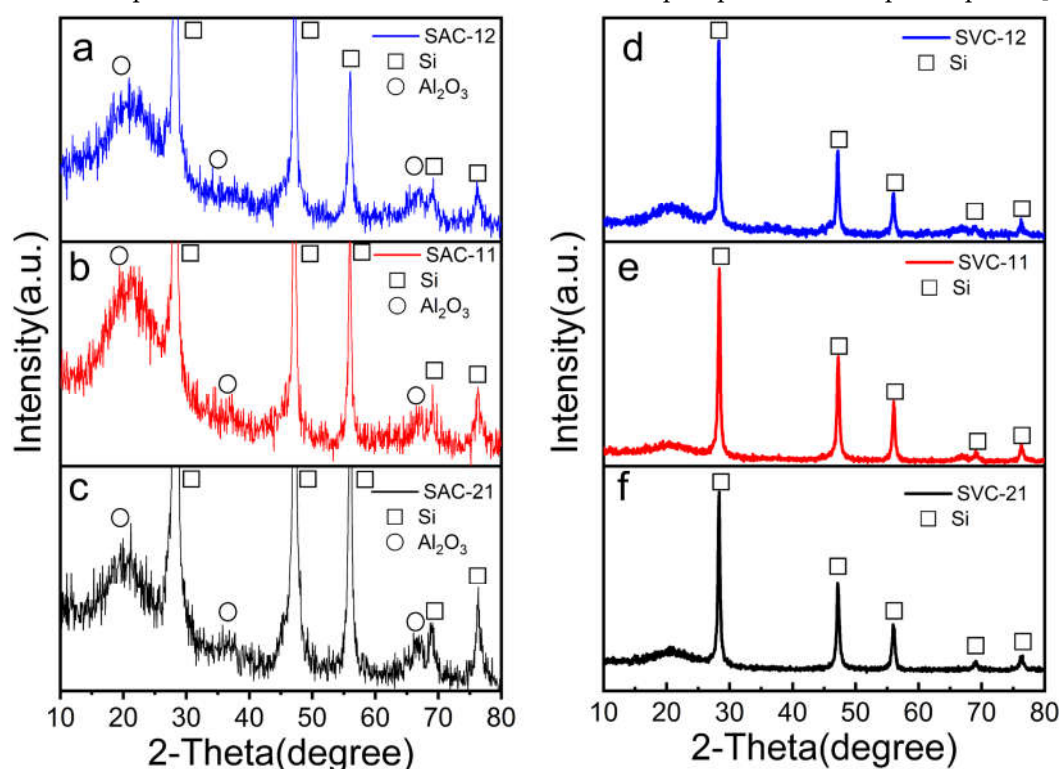 a
SAC-12
Si
Al₂O₃
b
SAC-11
Si
Al₂O₃
c
SAC-21
Si
Al₂O₃
Intensity(a.u.)
10 20 30 40 50 60 70 80
2-Theta(degree)
d
SVC-12
Si
e
SVC-11
Si
f
SVC-21
Si
Intensity(a.u.)
10 20 30 40 50 60 70 80
2-Theta(degree)